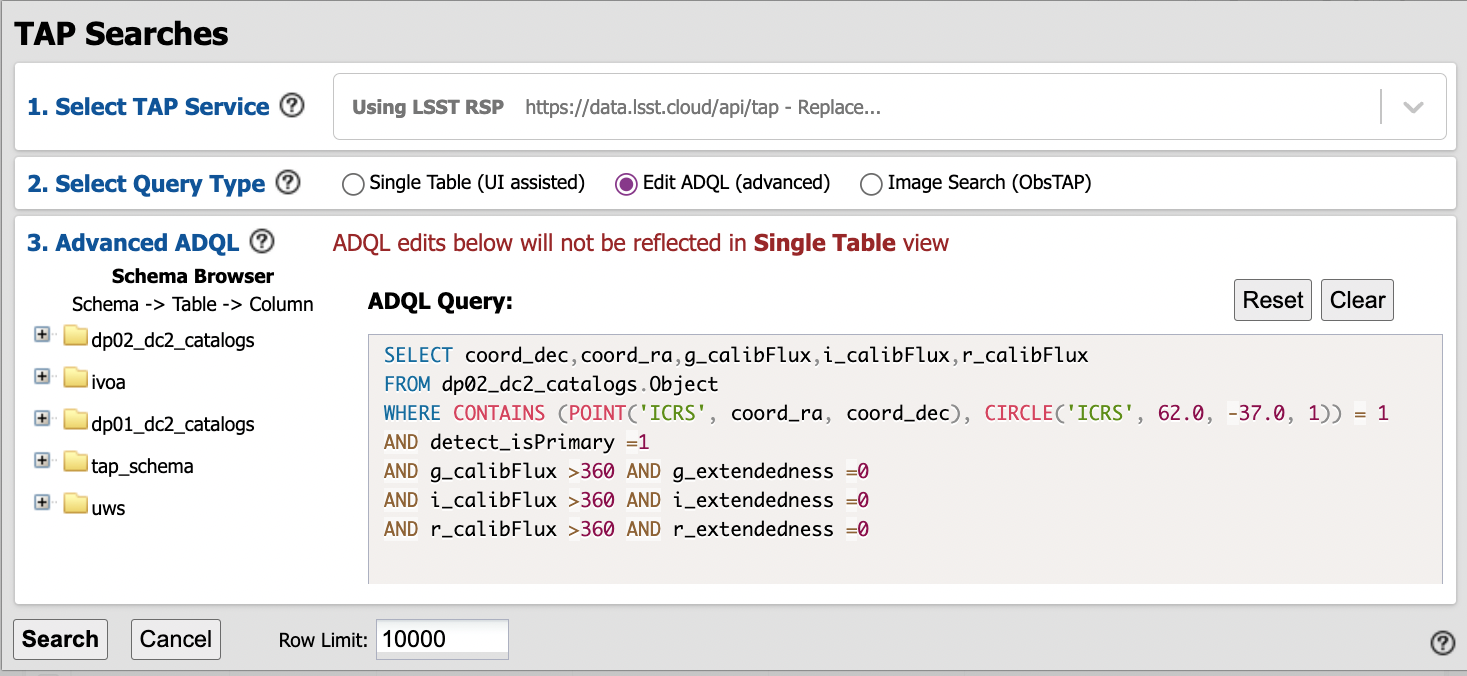 TAP Searches
1. Select TAP Service ?
Using LSST RSP https://data.lsst.cloud/api/tap - Replace...
2. Select Query Type ?
Single Table (UI assisted) Edit ADQL (advanced) Image Search (ObsTAP)
3. Advanced ADQL ? ADQL edits below will not be reflected in Single Table view
Schema Browser
Schema -> Table -> Column
dp02_dc2_catalogs
ivoa
dp01_dc2_catalogs
tap_schema
uws
ADQL Query:
Reset Clear
SELECT coord_dec,coord_ra,g_calibFlux,i_calibFlux,r_calibFlux
FROM dp02_dc2_catalogs.Object
WHERE CONTAINS (POINT('ICRS', coord_ra, coord_dec), CIRCLE('ICRS', 62.0, -37.0, 1)) = 1
AND detect_isPrimary =1
AND g_calibFlux >360 AND g_extendedness =0
AND i_calibFlux >360 AND i_extendedness =0
AND r_calibFlux >360 AND r_extendedness =0
Search Cancel Row Limit: 10000 ?